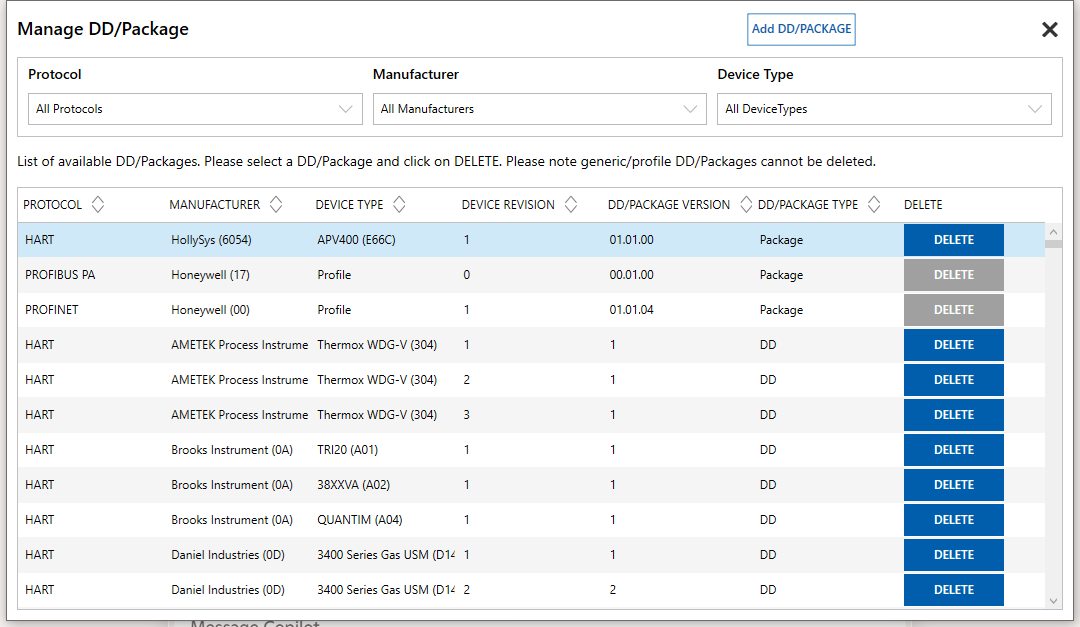 Manage DD/Package
Add DD/PACKAGE
Protocol Manufacturer Device Type
All Protocols All Manufacturers All DeviceTypes
List of available DD/Packages. Please select a DD/Package and click on DELETE. Please note generic/profile DD/Packages cannot be deleted.
PROTOCOL MANUFACTURER DEVICE TYPE DEVICE REVISION DD/PACKAGE VERSION DD/PACKAGE TYPE DELETE
HART HollySys (6054) APV400 (E66C) 1 01.01.00 Package DELETE
PROFIBUS PA Honeywell (17) Profile 0 00.01.00 Package DELETE
PROFINET Honeywell (00) Profile 1 01.01.04 Package DELETE
HART AMETEK Process Instrume Thermox WDG-V (304) 1 1 DD DELETE
HART AMETEK Process Instrume Thermox WDG-V (304) 2 1 DD DELETE
HART AMETEK Process Instrume Thermox WDG-V (304) 3 1 DD DELETE
HART Brooks Instrument (0A) TRI20 (A01) 1 1 DD DELETE
HART Brooks Instrument (0A) 38XXVA (A02) 1 1 DD DELETE
HART Brooks Instrument (0A) QUANTIM (A04) 1 1 DD DELETE
HART Daniel Industries (0D) 3400 Series Gas USM (D14 1 1 DD DELETE
HART Daniel Industries (0D) 3400 Series Gas USM (D14 2 2 DD DELETE
Message Copilot